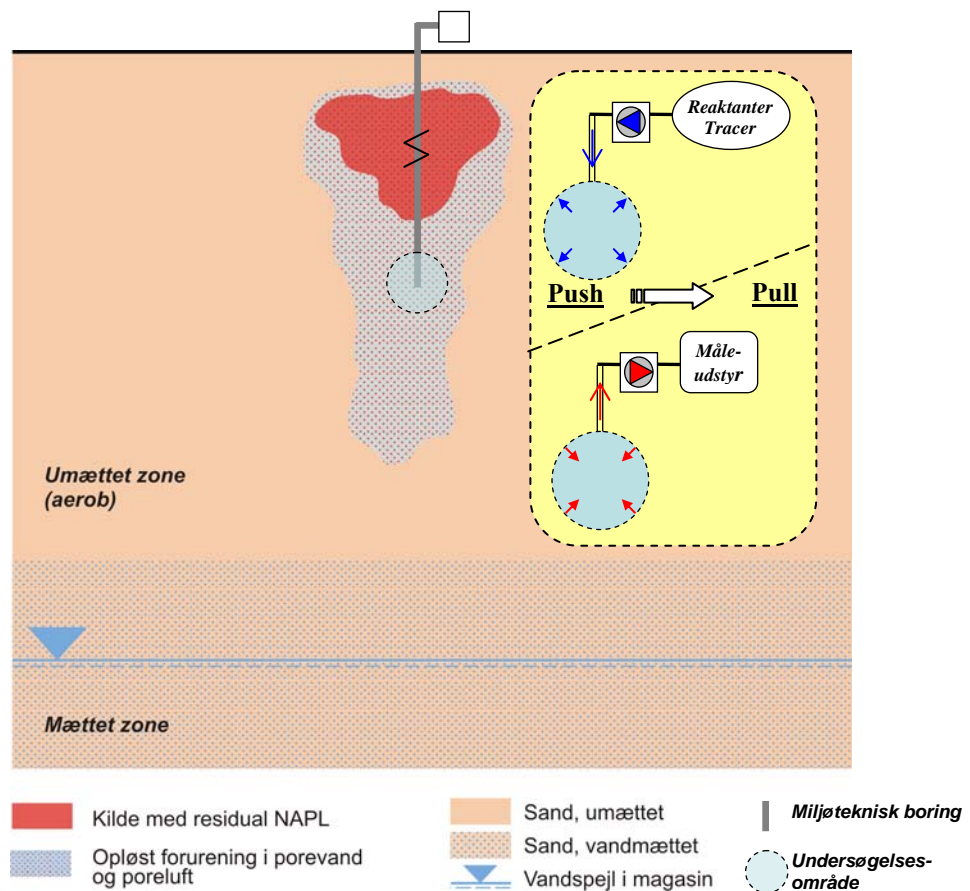 Reaktanter
Tracer
Push
Pull
Måle-
udstyr
Umættet zone
(aerob)
Mættet zone
Kilde med residual NAPL
Opløst forurening i porevand
og poreluft
Sand, umættet
Sand, vandmættet
Vandspejl i magasin
Miljøteknisk boring
Undersøgelses-
område